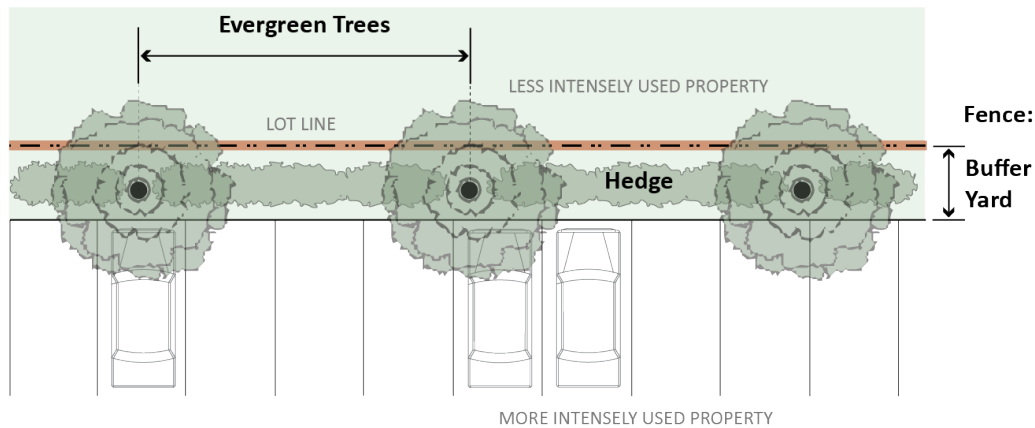 Evergreen Trees
LESS INTENSELY USED PROPERTY
LOT LINE
Fence:
Hedge
Buffer
Yard
MORE INTENSELY USED PROPERTY